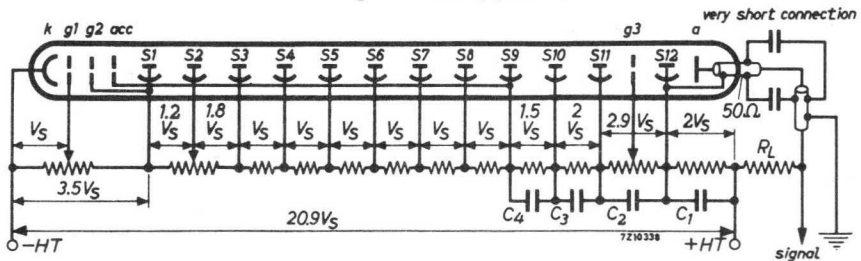 very short connection
k g1 g2 acc S1 S2 S3 S4 S5 S6 S7 S8 S9 S10 S11 g3 S12 a
50Ω
1.2 1.8 1.5 2
VS VS VS VS VS VS VS VS VS VS 2.9 VS 2VS
RL
3.5VS
C4 C3 C2 C1
20.9VS
7Z10338
-HT +HT
signal